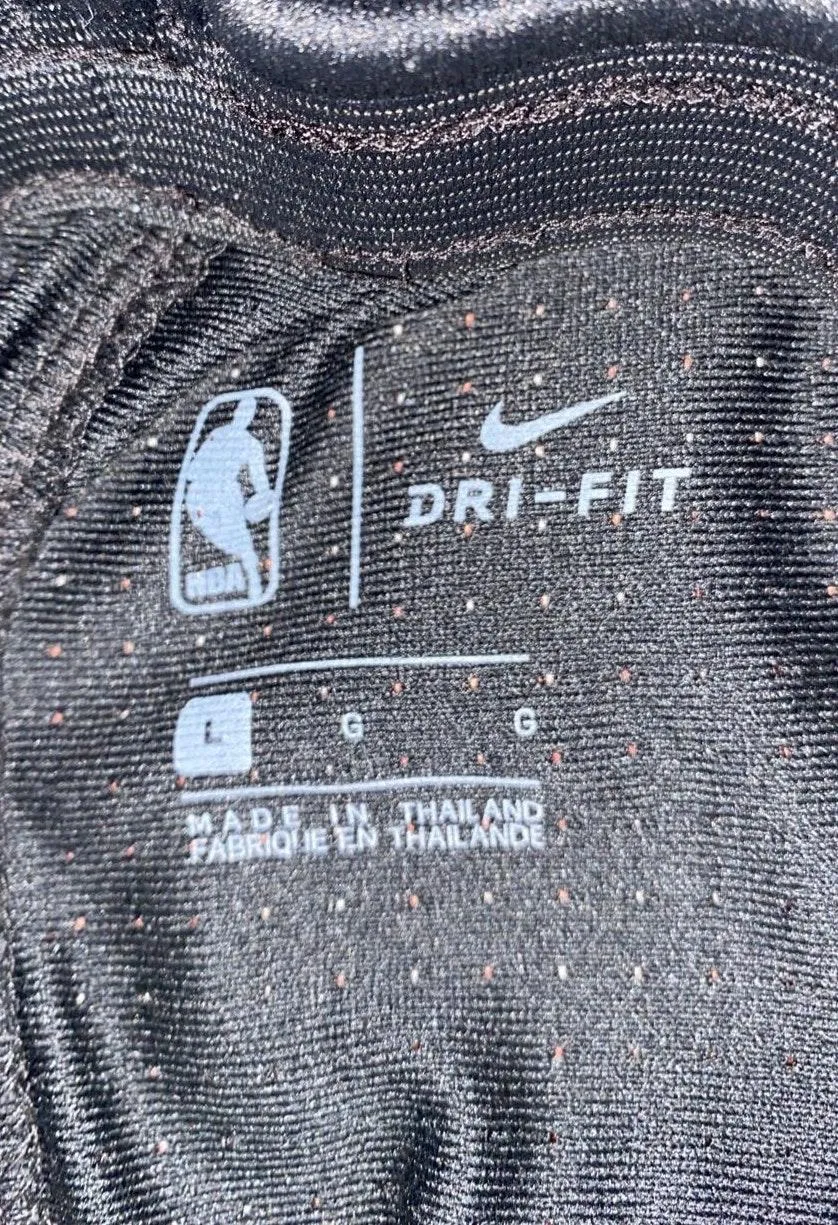 NBA
DRI-FIT
L G G
MADE IN THAILAND
FABRIQUE EN THAILANDE